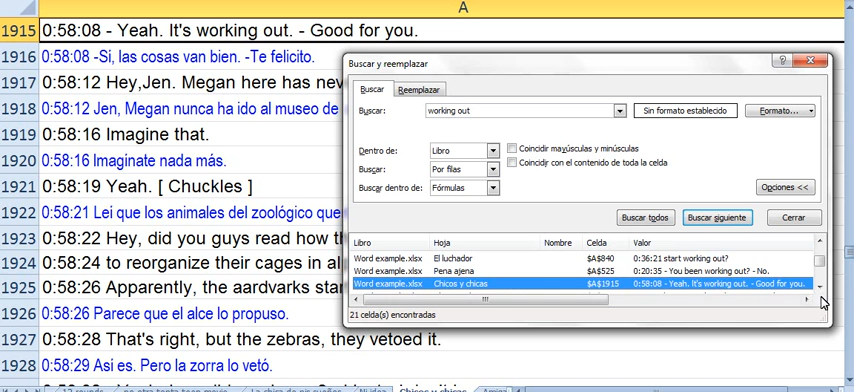 A
1915 0:58:08 - Yeah. It's working out. - Good for you.
1916 0:58:08 -Si, las cosas van bien. -Te felicito.
1917 0:58:12 Hey,Jen. Megan here has nev
1918 0:58:12 Jen, Megan nunca ha ido al museo de
1919 0:58:16 Imagine that.
1920 0:58:16 Imaginate nada más.
1921 0:58:19 Yeah. [ Chuckles ]
1922 0:58:21 Leí que los animales del zoológico que
1923 0:58:22 Hey, did you guys read how th
1924 0:58:24 to reorganize their cages in al
1925 0:58:26 Apparently, the aardvarks star
1926 0:58:26 Parece que el alce lo propuso.
1927 0:58:28 That's right, but the zebras, they vetoed it.
1928 0:58:29 Asi es. Pero la zorra lo vetó.
Buscar y reemplazar
Buscar Reemplazar
Buscar: working out Sin formato establecido Formato...
Dentro de: Libro Coincidir mayúsculas y minúsculas
Buscar: Por filas Coincidir con el contenido de toda la celda
Buscar dentro de: Fórmulas Opciones <<
Buscar todos Buscar siguiente Cerrar
Libro Hoja Nombre Celda Valor
Word example.xlsx El luchador $A$840 0:36:21 start working out?
Word example.xlsx Pena ajena $A$525 0:20:35 - You been working out? - No.
Word example.xlsx Chicos y chicas $A$1915 0:58:08 - Yeah. It's working out. - Good for you.
21 celda(s) encontradas
Chicos y chicas